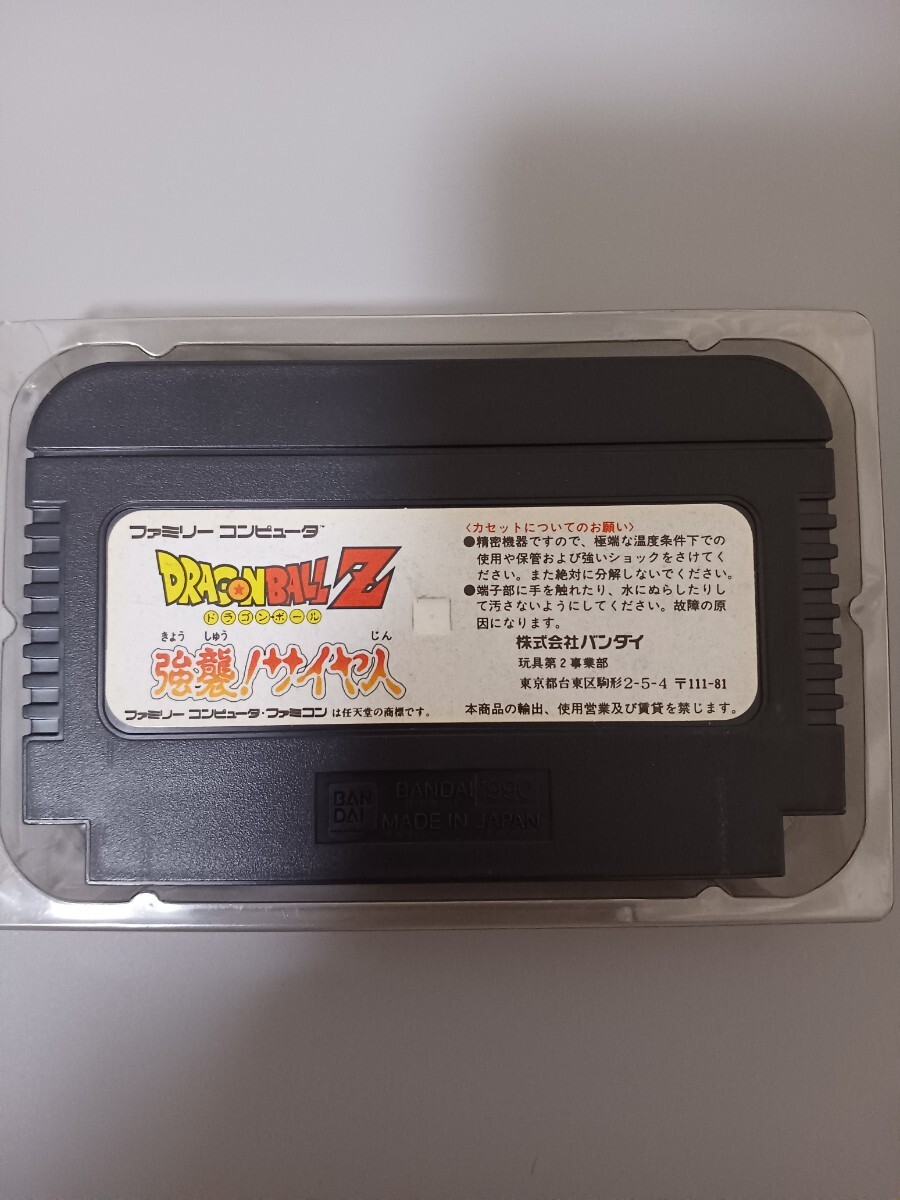 ファミリー コンピュータ™
DRAGON BALL Z
ドラゴンボール
きょう しゅう じん
強襲!サイヤ人
ファミリー コンピュータ・ファミコン は任天堂の商標です。
〈カセットについてのお願い〉
●精密機器ですので、極端な温度条件下での
使用や保管および強いショックをさけてく
ださい。また絶対に分解しないでください。
●端子部に手を触れたり、水にぬらしたりし
て汚さないようにしてください。故障の原
因になります。
株式会社バンダイ
玩具第2事業部
東京都台東区駒形2-5-4 〒111-81
本商品の輸出、使用営業及び賃貸を禁じます。
BAN
DAI
BANDAI 1990
MADE IN JAPAN